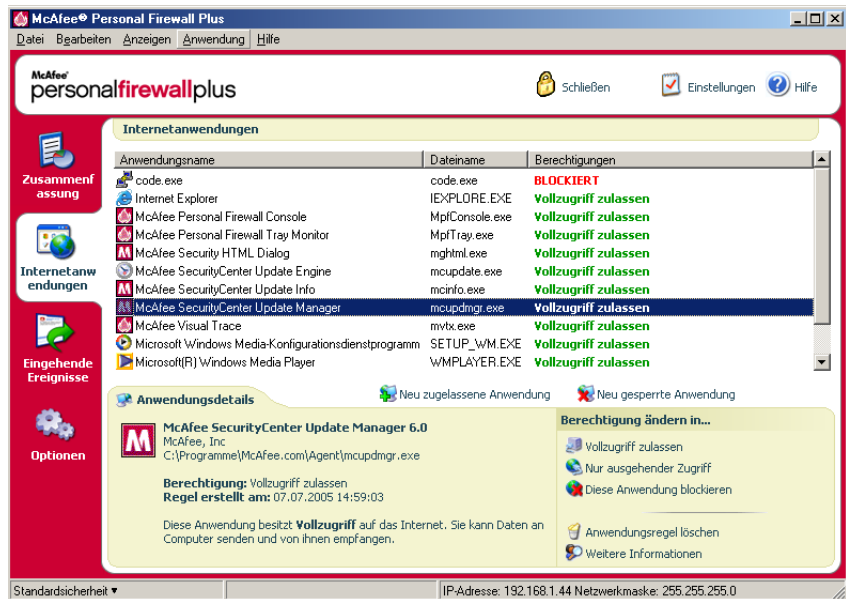 McAfee® Personal Firewall Plus
Datei Bearbeiten Anzeigen Anwendung Hilfe
McAfee®
personalfirewallplus
Schließen
Einstellungen
Hilfe
Zusammenf
assung
Internetanw
endungen
Eingehende
Ereignisse
Optionen
Internetanwendungen
Anwendungsname Dateiname Berechtigungen
code.exe code.exe BLOCKIERT
Internet Explorer IEXPLORE.EXE Vollzugriff zulassen
McAfee Personal Firewall Console MpfConsole.exe Vollzugriff zulassen
McAfee Personal Firewall Tray Monitor MpfTray.exe Vollzugriff zulassen
McAfee Security HTML Dialog mghtml.exe Vollzugriff zulassen
McAfee SecurityCenter Update Engine mcupdate.exe Vollzugriff zulassen
McAfee SecurityCenter Update Info mcinfo.exe Vollzugriff zulassen
McAfee SecurityCenter Update Manager mcupdmgr.exe Vollzugriff zulassen
McAfee Visual Trace mvtx.exe Vollzugriff zulassen
Microsoft Windows Media-Konfigurationsdienstprogramm SETUP_WM.EXE Vollzugriff zulassen
Microsoft(R) Windows Media Player WMPLAYER.EXE Vollzugriff zulassen
Neu zugelassene Anwendung
Neu gesperrte Anwendung
Anwendungsdetails
McAfee SecurityCenter Update Manager 6.0
McAfee, Inc
C:\Programme\McAfee.com\Agent\mcupdmgr.exe
Berechtigung: Vollzugriff zulassen
Regel erstellt am: 07.07.2005 14:59:03
Diese Anwendung besitzt Vollzugriff auf das Internet. Sie kann Daten an
Computer senden und von ihnen empfangen.
Berechtigung ändern in...
Vollzugriff zulassen
Nur ausgehender Zugriff
Diese Anwendung blockieren
Anwendungsregel löschen
Weitere Informationen
Standardsicherheit
IP-Adresse: 192.168.1.44 Netzwerkmaske: 255.255.255.0